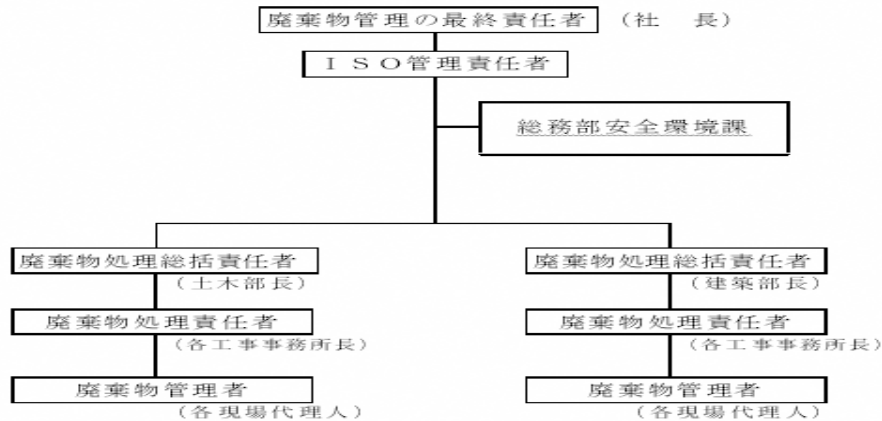 廃棄物管理の最終責任者 (社 長)
ISO管理責任者
総務部安全環境課
廃棄物処理総括責任者 廃棄物処理総括責任者
(土木部長) (建築部長)
廃棄物処理責任者 廃棄物処理責任者
(各工事事務所長) (各工事事務所長)
廃棄物管理者 廃棄物管理者
(各現場代理人) (各現場代理人)